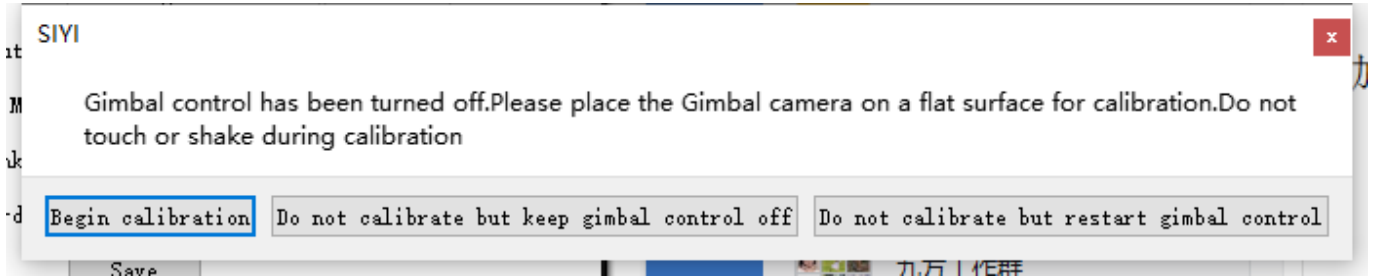 SIYI
x
Gimbal control has been turned off.Please place the Gimbal camera on a flat surface for calibration.Do not
touch or shake during calibration
Begin calibration
Do not calibrate but keep gimbal control off
Do not calibrate but restart gimbal control
Save